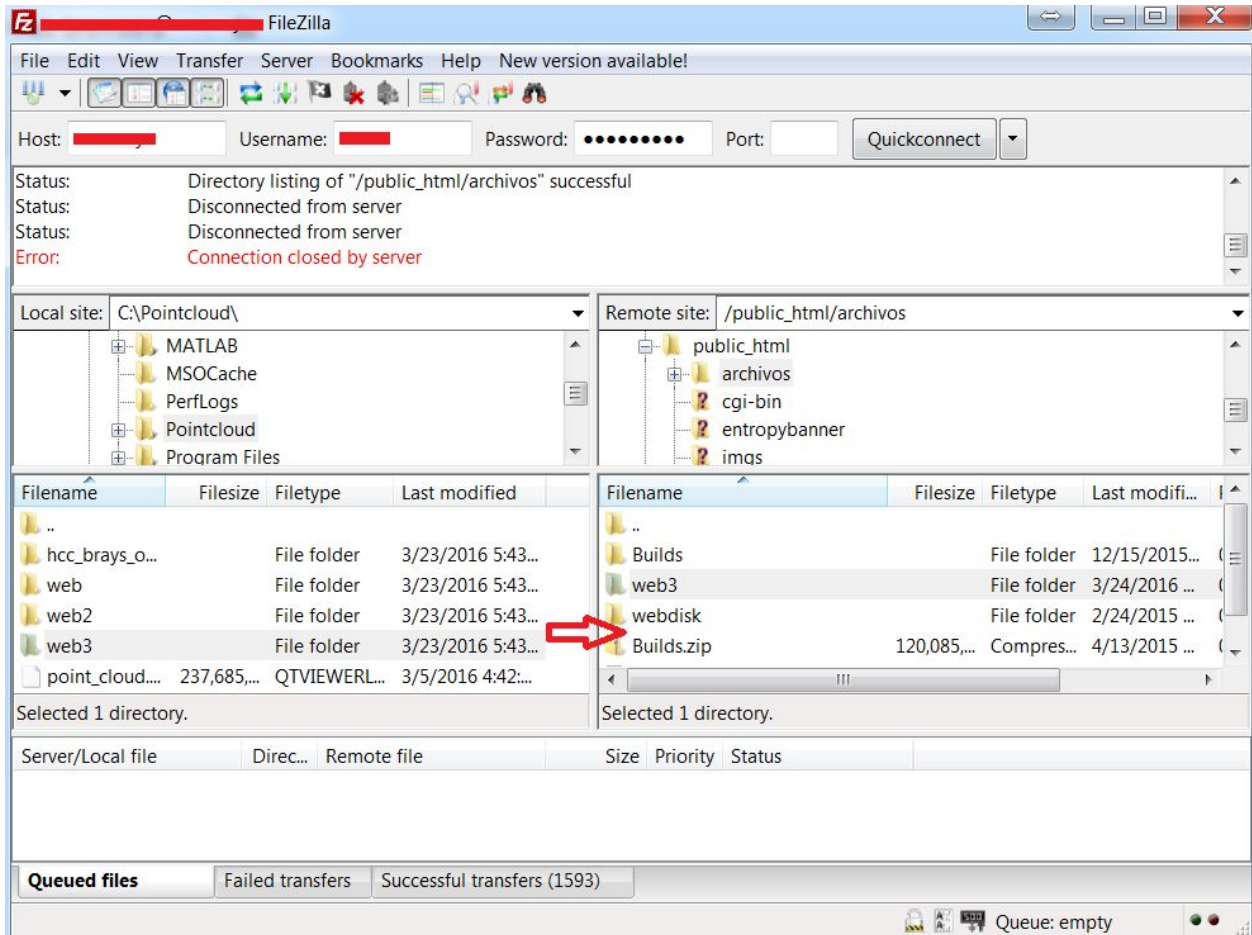 FileZilla
File Edit View Transfer Server Bookmarks Help New version available!
Host: Username: Password: ●●●●●●●●● Port: Quickconnect
Status: Directory listing of "/public_html/archivos" successful
Status: Disconnected from server
Status: Disconnected from server
Error: Connection closed by server
Local site: C:\Pointcloud\
MATLAB
MSOCache
PerfLogs
Pointcloud
Program Files
Remote site: /public_html/archivos
public_html
archivos
cgi-bin
entropybanner
imgs
Filename Filesize Filetype Last modified
..
hcc_brays_o... File folder 3/23/2016 5:43...
web File folder 3/23/2016 5:43...
web2 File folder 3/23/2016 5:43...
web3 File folder 3/23/2016 5:43...
point_cloud.... 237,685,... QTVIEWERL... 3/5/2016 4:42:...
Selected 1 directory.
Filename Filesize Filetype Last modifi...
..
Builds File folder 12/15/2015...
web3 File folder 3/24/2016 ...
webdisk File folder 2/24/2015 ...
Builds.zip 120,085,... Compres... 4/13/2015 ...
Selected 1 directory.
Server/Local file Direc... Remote file Size Priority Status
Queued files Failed transfers Successful transfers (1593)
Queue: empty